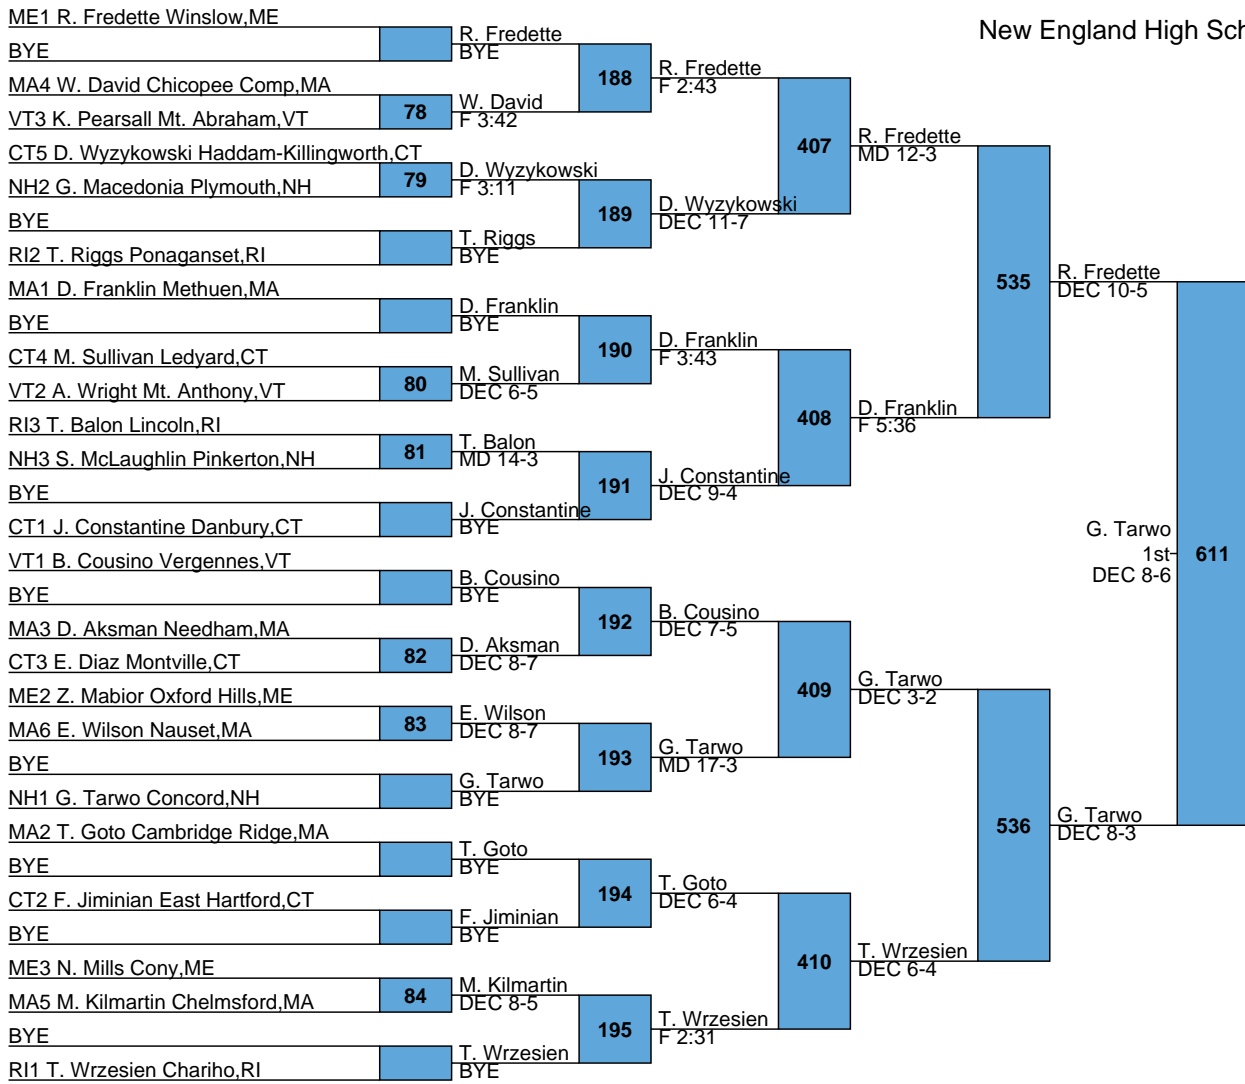 New England High Sch
ME1 R. Fredette Winslow,ME
BYE
MA4 W. David Chicopee Comp,MA
VT3 K. Pearsall Mt. Abraham,VT
CT5 D. Wyzykowski Haddam-Killingworth,CT
NH2 G. Macedonia Plymouth,NH
BYE
RI2 T. Riggs Ponaganset,RI
MA1 D. Franklin Methuen,MA
BYE
CT4 M. Sullivan Ledyard,CT
VT2 A. Wright Mt. Anthony,VT
RI3 T. Balon Lincoln,RI
NH3 S. McLaughlin Pinkerton,NH
BYE
CT1 J. Constantine Danbury,CT
VT1 B. Cousino Vergennes,VT
BYE
MA3 D. Aksman Needham,MA
CT3 E. Diaz Montville,CT
ME2 Z. Mabior Oxford Hills,ME
MA6 E. Wilson Nauset,MA
BYE
NH1 G. Tarwo Concord,NH
MA2 T. Goto Cambridge Ridge,MA
BYE
CT2 F. Jiminian East Hartford,CT
BYE
ME3 N. Mills Cony,ME
MA5 M. Kilmartin Chelmsford,MA
BYE
RI1 T. Wrzesien Chariho,RI
78
79
80
81
82
83
84
R. Fredette
BYE
W. David
F 3:42
D. Wyzykowski
F 3:11
T. Riggs
BYE
D. Franklin
BYE
M. Sullivan
DEC 6-5
T. Balon
MD 14-3
J. Constantine
BYE
B. Cousino
BYE
D. Aksman
DEC 8-7
E. Wilson
DEC 8-7
G. Tarwo
BYE
T. Goto
BYE
F. Jiminian
BYE
M. Kilmartin
DEC 8-5
T. Wrzesien
BYE
188
189
190
191
192
193
194
195
R. Fredette
F 2:43
D. Wyzykowski
DEC 11-7
D. Franklin
F 3:43
J. Constantine
DEC 9-4
B. Cousino
DEC 7-5
G. Tarwo
MD 17-3
T. Goto
DEC 6-4
T. Wrzesien
F 2:31
407
408
409
410
R. Fredette
MD 12-3
D. Franklin
F 5:36
G. Tarwo
DEC 3-2
T. Wrzesien
DEC 6-4
535
536
R. Fredette
DEC 10-5
G. Tarwo
DEC 8-3
611
G. Tarwo
1st
DEC 8-6